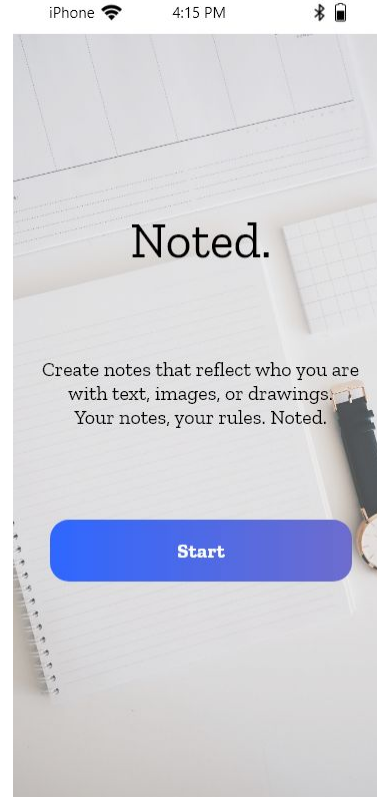 iPhone 4:15 PM
Noted.
Create notes that reflect who you are
with text, images, or drawings.
Your notes, your rules. Noted.
Start